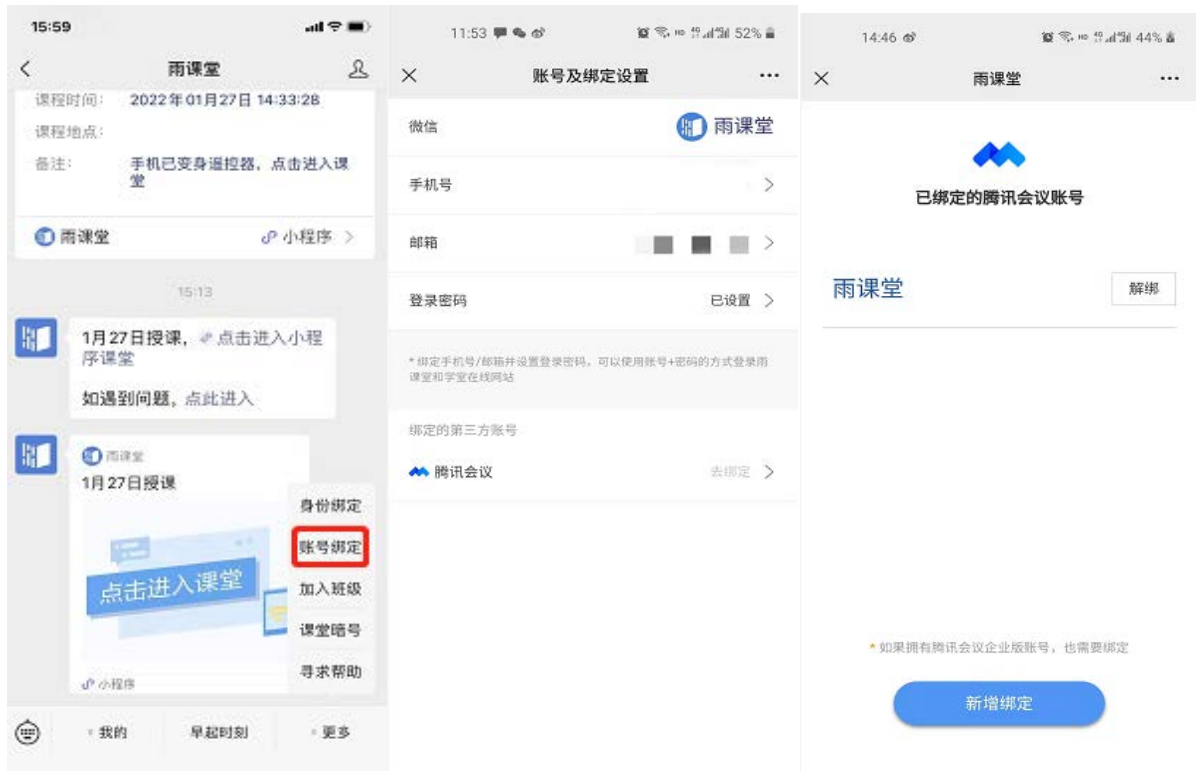 15:59
雨课堂
课程时间： 2022年01月27日 14:33:28
课程地点：
备注： 手机已变身遥控器，点击进入课
堂
雨课堂
小程序
15:13
1月27日授课，点击进入小程
序课堂
如遇到问题，点此进入
雨课堂
1月27日授课
点击进入课堂
小程序
身份绑定
账号绑定
加入班级
课堂暗号
寻求帮助
我的
早起时刻
更多
11:53
52%
账号及绑定设置
微信
雨课堂
手机号
邮箱
登录密码
已设置
*绑定手机号/邮箱并设置登录密码，可以使用账号+密码的方式登录雨
课堂和学堂在线网站
绑定的第三方账号
腾讯会议
去绑定
14:46
44%
雨课堂
已绑定的腾讯会议账号
雨课堂
解绑
*如果拥有腾讯会议企业版账号，也需要绑定
新增绑定